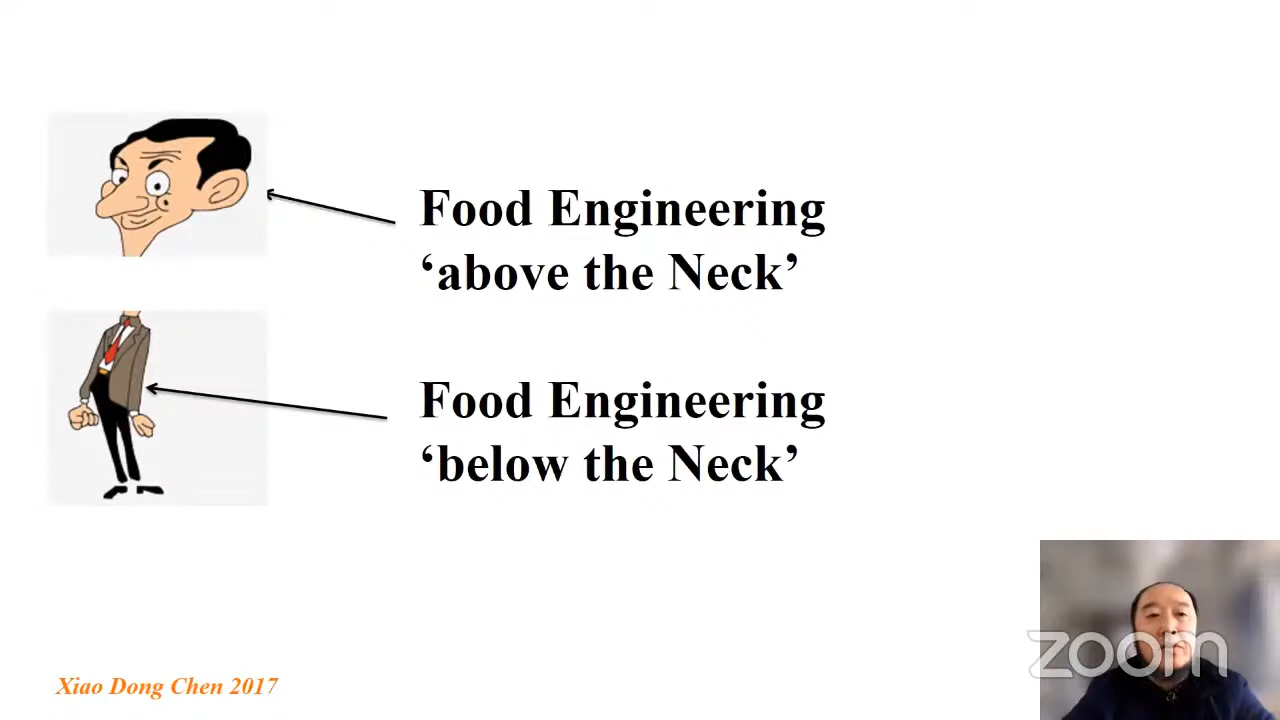 Food Engineering
‘above the Neck’
Food Engineering
‘below the Neck’
zoom
Xiao Dong Chen 2017